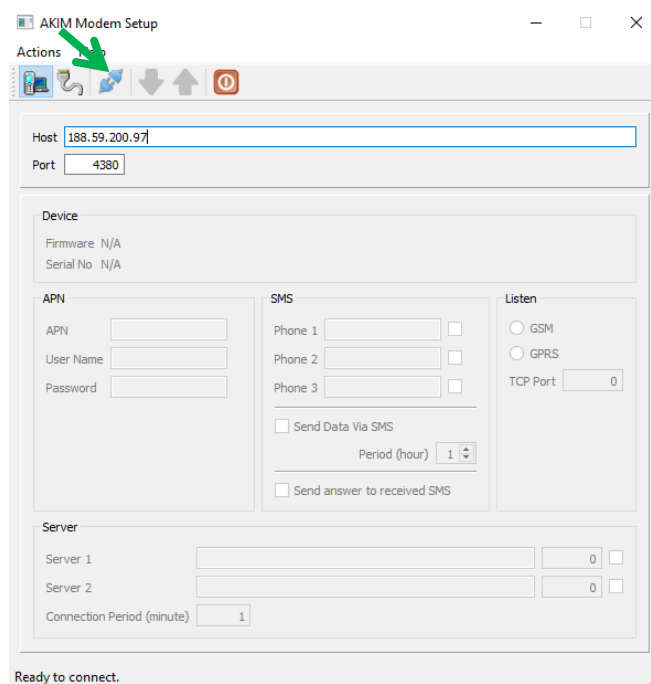 AKIM Modem Setup
Actions Help
Host 188.59.200.97
Port 4380
Device
Firmware N/A
Serial No N/A
APN
APN
User Name
Password
SMS
Phone 1
Phone 2
Phone 3
Send Data Via SMS
Period (hour) 1
Send answer to received SMS
Listen
GSM
GPRS
TCP Port 0
Server
Server 1 0
Server 2 0
Connection Period (minute) 1
Ready to connect.